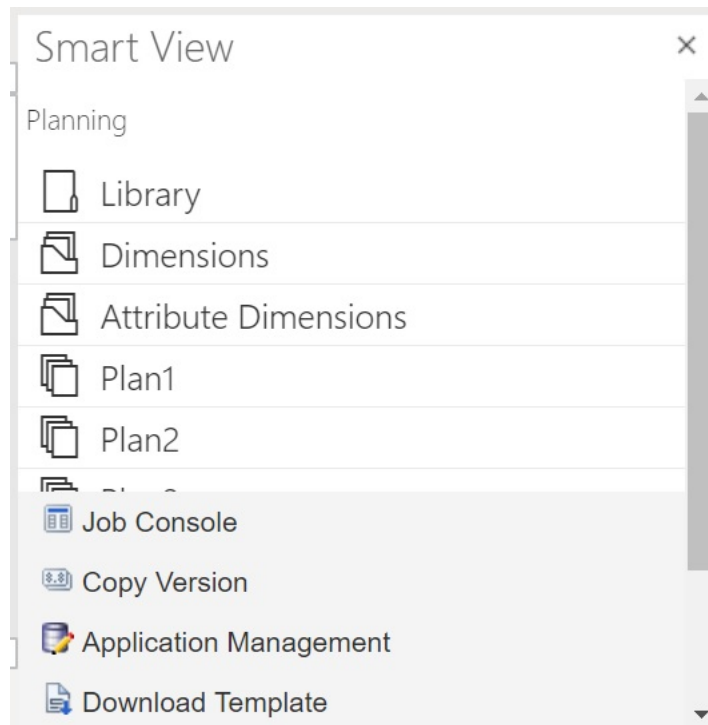 Smart View
Planning
Library
Dimensions
Attribute Dimensions
Plan1
Plan2
Job Console
Copy Version
Application Management
Download Template